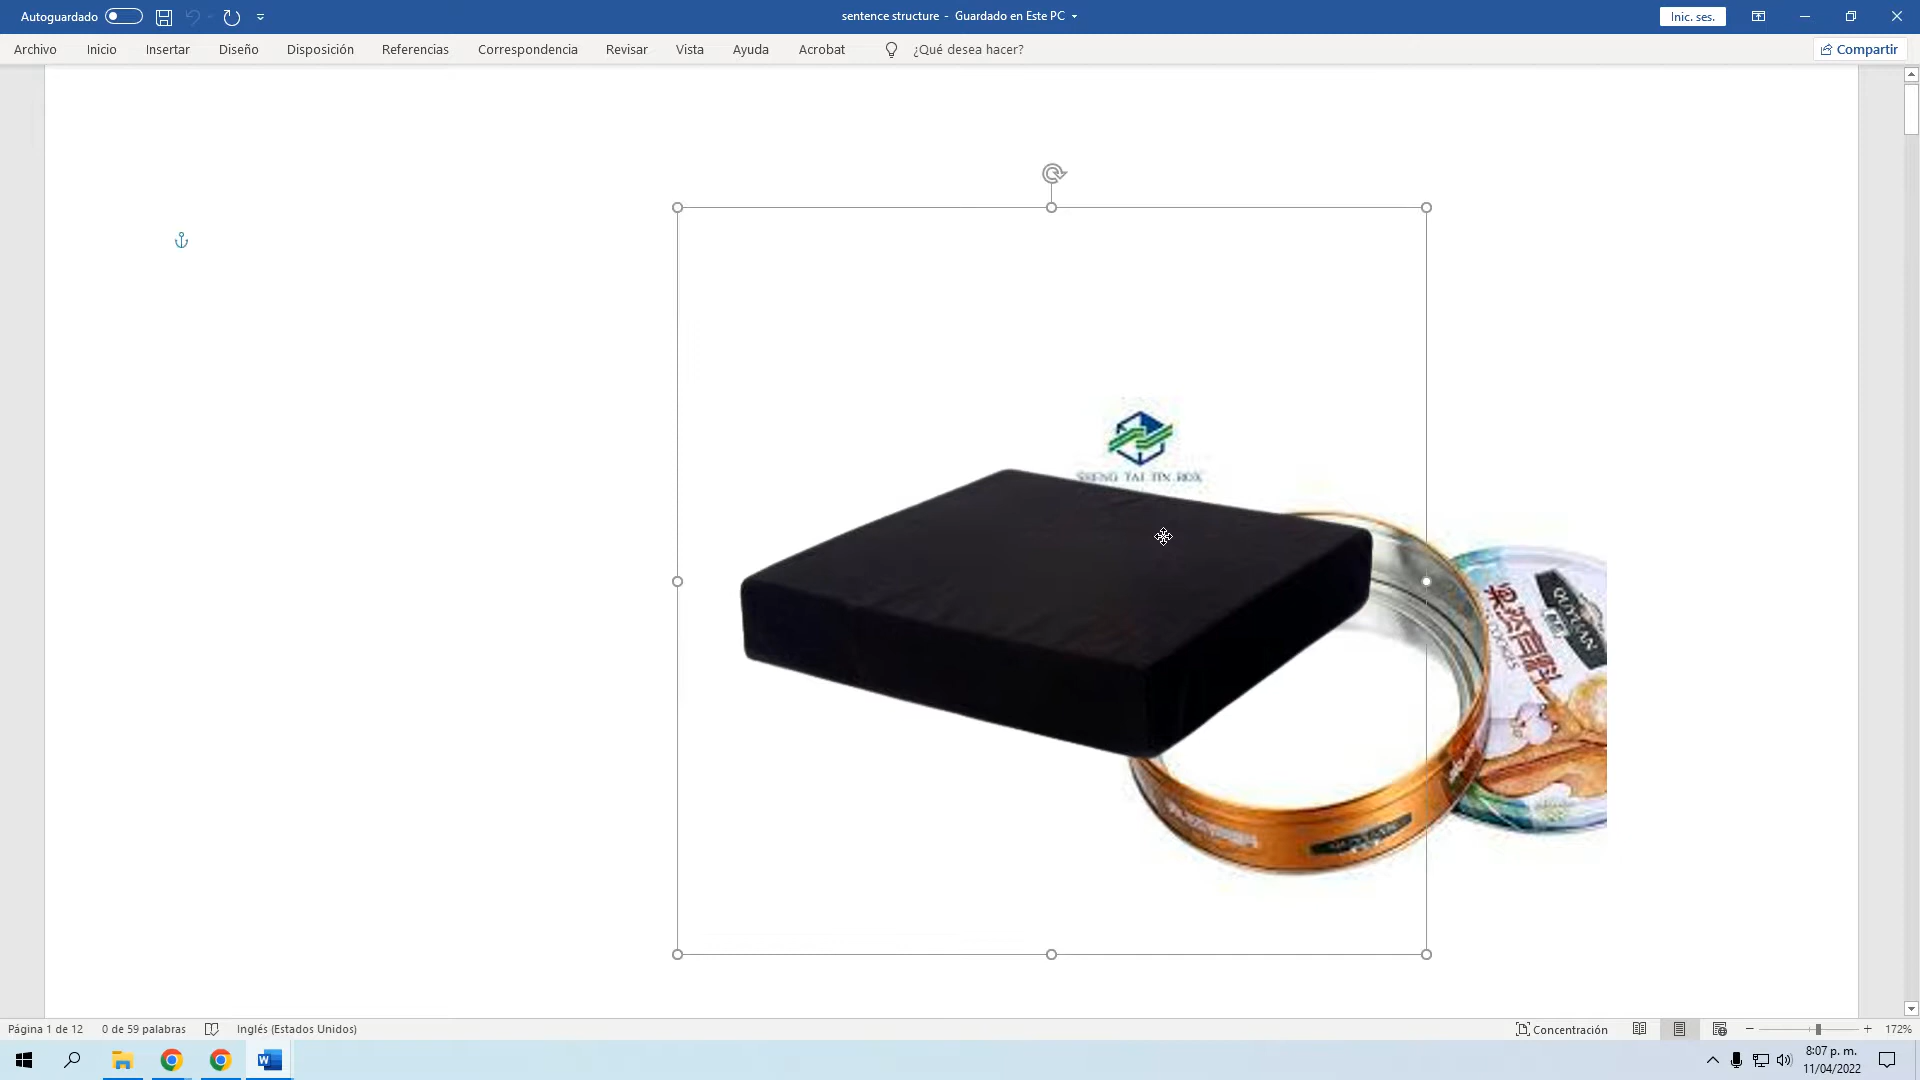 Autoguardado
sentence structure - Guardado en Este PC
Inic. ses.
Archivo Inicio Insertar Diseño Disposición Referencias Correspondencia Revisar Vista Ayuda Acrobat ¿Qué desea hacer? Compartir
SHENG TAI TIN BOX
QUYUAN
COOKIES
Página 1 de 12 0 de 59 palabras Inglés (Estados Unidos) Concentración 172%
8:07 p. m.
11/04/2022